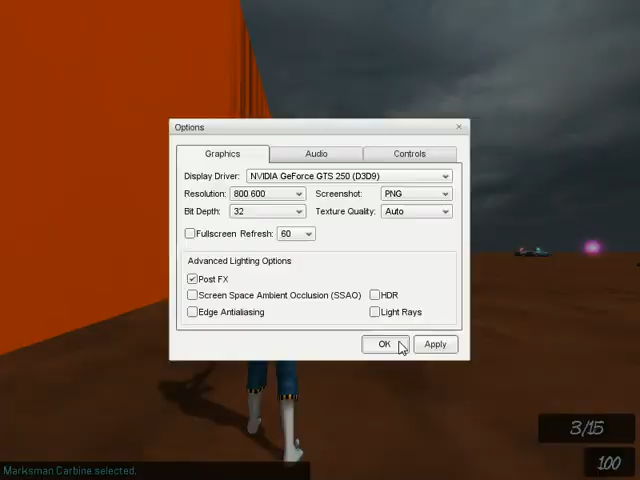 Options
Graphics Audio Controls
Display Driver: NVIDIA GeForce GTS 250 (D3D9)
Resolution: 800 600 Screenshot: PNG
Bit Depth: 32 Texture Quality: Auto
Fullscreen Refresh: 60
Advanced Lighting Options
Post FX
Screen Space Ambient Occlusion (SSAO) HDR
Edge Antialiasing Light Rays
OK Apply
3/15
100
Marksman Carbine selected.